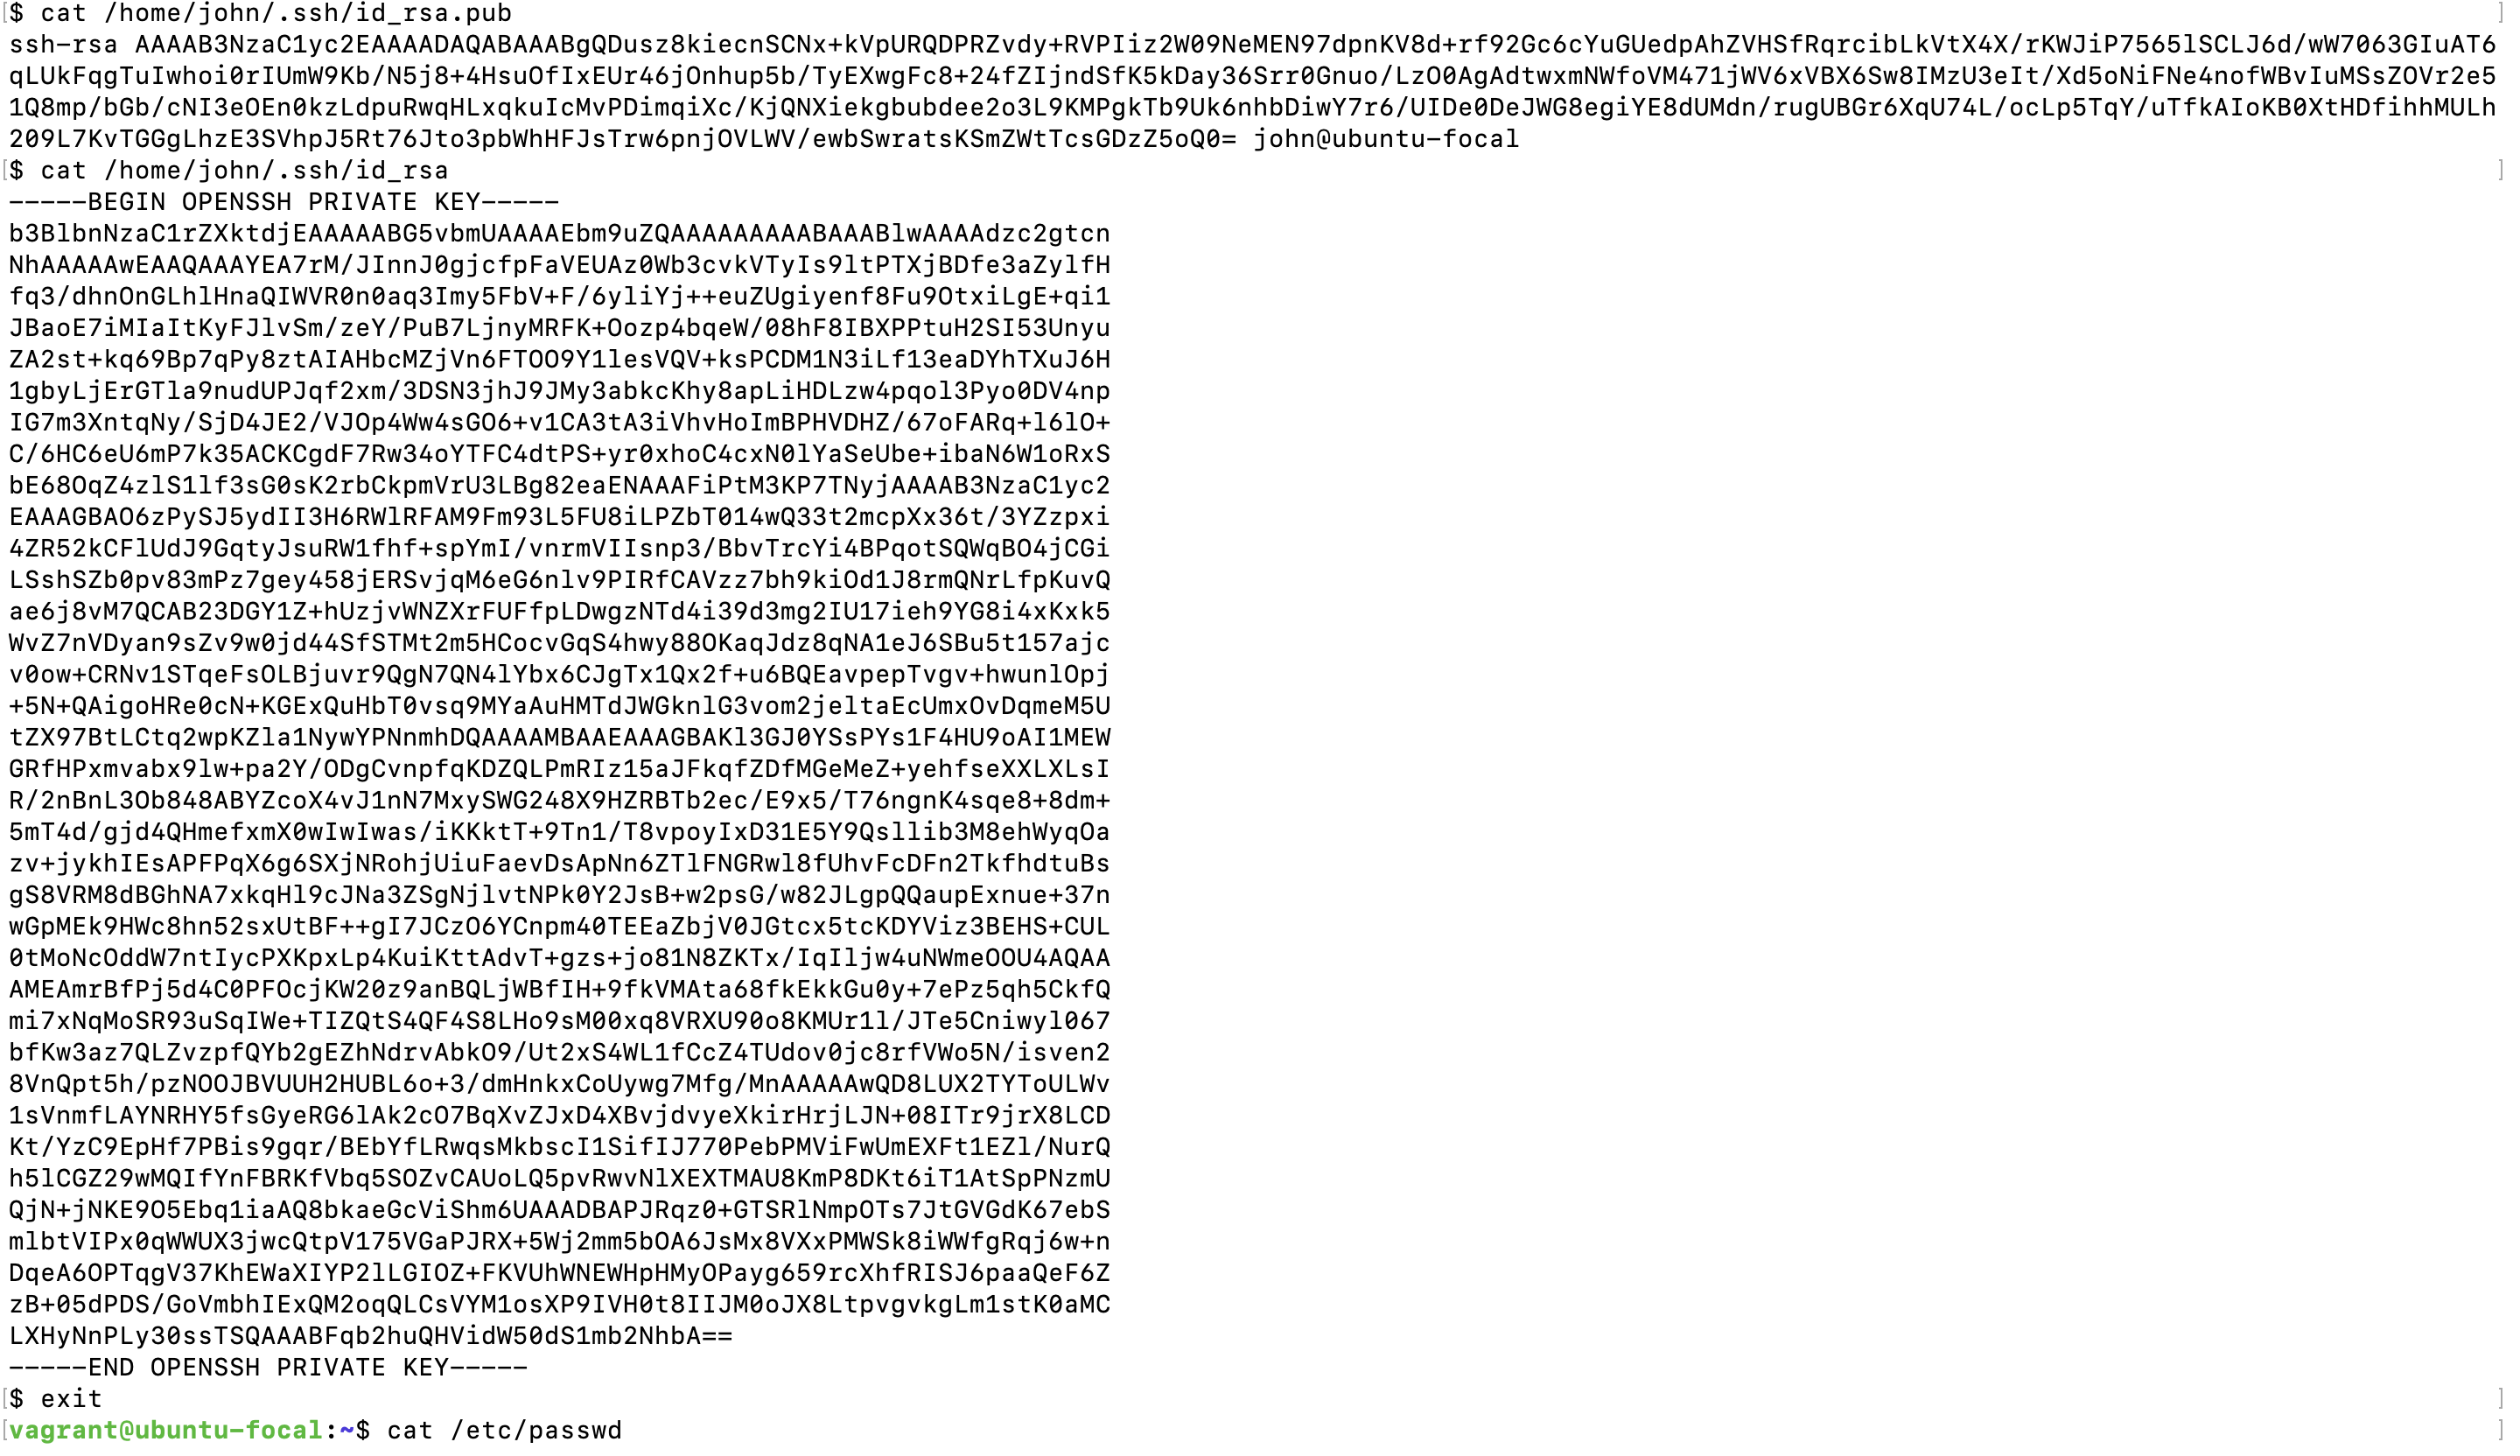 $ cat /home/john/.ssh/id_rsa.pub
ssh-rsa AAAAB3NzaC1yc2EAAAADAQABAAABgQDusz8kiecnSCNx+kVpURQDPRZvdy+RVPIiz2W09NeMEN97dpnKV8d+rf92Gc6cYuGUedpAhZVHSfRqrcibLkVtX4X/rKWJiP7565lSCLJ6d/wW7063GIuAT6
qLUkFqgTuIwhoi0rIUmW9Kb/N5j8+4HsuOfIxEUr46jOnhup5b/TyEXwgFc8+24fZIjndSfK5kDay36Srr0Gnuo/LzO0AgAdtwxmNWfoVM471jWV6xVBX6Sw8IMzU3eIt/Xd5oNiFNe4nofWBvIuMSsZOVr2e5
1Q8mp/bGb/cNI3eOEn0kzLdpuRwqHLxqkuIcMvPDimqiXc/KjQNXiekgbubdee2o3L9KMPgkTb9Uk6nhbDiwY7r6/UIDe0DeJWG8egiYE8dUMdn/rugUBGr6XqU74L/ocLp5TqY/uTfkAIoKB0XtHDfihhMULh
209L7KvTGGgLhzE3SVhpJ5Rt76Jto3pbWhHFJsTrw6pnjOVLWV/ewbSwratsKSmZWtTcsGDzZ5oQ0= john@ubuntu-focal
$ cat /home/john/.ssh/id_rsa
-----BEGIN OPENSSH PRIVATE KEY-----
b3BlbnNzaC1rZXktdjEAAAAABG5vbmUAAAAEbm9uZQAAAAAAAAABAAABlwAAAAdzc2gtcn
NhAAAAAwEAAQAAAYEA7rM/JInnJ0gjcfpFaVEUAz0Wb3cvkVTyIs9ltPTXjBDfe3aZylfH
fq3/dhnOnGLhlHnaQIWVR0n0aq3Imy5FbV+F/6yliYj++euZUgiyenf8Fu9OtxiLgE+qi1
JBaoE7iMIaItKyFJlvSm/zeY/PuB7LjnyMRFK+Oozp4bqeW/08hF8IBXPPtuH2SI53Unyu
ZA2st+kq69Bp7qPy8ztAIAHbcMZjVn6FTOO9Y1lesVQV+ksPCDM1N3iLf13eaDYhTXuJ6H
1gbyLjErGTla9nudUPJqf2xm/3DSN3jhJ9JMy3abkcKhy8apLiHDLzw4pqol3Pyo0DV4np
IG7m3XntqNy/SjD4JE2/VJOp4Ww4sGO6+v1CA3tA3iVhvHoImBPHVDHZ/67oFARq+l6lO+
C/6HC6eU6mP7k35ACKCgdF7Rw34oYTFC4dtPS+yr0xhoC4cxN0lYaSeUbe+ibaN6W1oRxS
bE68OqZ4zlS1lf3sG0sK2rbCkpmVrU3LBg82eaENAAAFiPtM3KP7TNyjAAAAB3NzaC1yc2
EAAAGBAO6zPySJ5ydII3H6RWlRFAM9Fm93L5FU8iLPZbT014wQ33t2mcpXx36t/3YZzpxi
4ZR52kCFlUdJ9GqtyJsuRW1fhf+spYmI/vnrmVIIsnp3/BbvTrcYi4BPqotSQWqBO4jCGi
LSshSZb0pv83mPz7gey458jERSvjqM6eG6nlv9PIRfCAVzz7bh9kiOd1J8rmQNrLfpKuvQ
ae6j8vM7QCAB23DGY1Z+hUzjvWNZXrFUFfpLDwgzNTd4i39d3mg2IU17ieh9YG8i4xKxk5
WvZ7nVDyan9sZv9w0jd44SfSTMt2m5HCocvGqS4hwy88OKaqJdz8qNA1eJ6SBu5t157ajc
v0ow+CRNv1STqeFsOLBjuvr9QgN7QN4lYbx6CJgTx1Qx2f+u6BQEavpepTvgv+hwunlOpj
+5N+QAigoHRe0cN+KGExQuHbT0vsq9MYaAuHMTdJWGknlG3vom2jeltaEcUmxOvDqmeM5U
tZX97BtLCtq2wpKZla1NywYPNnmhDQAAAAMBAAEAAAGBAKl3GJ0YSsPYs1F4HU9oAI1MEW
GRfHPxmvabx9lw+pa2Y/ODgCvnpfqKDZQLPmRIz15aJFkqfZDfMGeMeZ+yehfseXXLXLsI
R/2nBnL3Ob848ABYZcoX4vJ1nN7MxySWG248X9HZRBTb2ec/E9x5/T76ngnK4sqe8+8dm+
5mT4d/gjd4QHmefxmX0wIwIwas/iKKktT+9Tn1/T8vpoyIxD31E5Y9Qsllib3M8ehWyqOa
zv+jykhIEsAPFPqX6g6SXjNRohjUiuFaevDsApNn6ZTlFNGRwl8fUhvFcDFn2TkfhdtuBs
gS8VRM8dBGhNA7xkqHl9cJNa3ZSgNjlvtNPk0Y2JsB+w2psG/w82JLgpQQaupExnue+37n
wGpMEk9HWc8hn52sxUtBF++gI7JCzO6YCnpm40TEEaZbjV0JGtcx5tcKDYViz3BEHS+CUL
0tMoNcOddW7ntIycPXKpxLp4KuiKttAdvT+gzs+jo81N8ZKTx/IqIljw4uNWmeOOU4AQAA
AMEAmrBfPj5d4C0PFOcjKW20z9anBQLjWBfIH+9fkVMAta68fkEkkGu0y+7ePz5qh5CkfQ
mi7xNqMoSR93uSqIWe+TIZQtS4QF4S8LHo9sM00xq8VRXU90o8KMUr1l/JTe5Cniwyl067
bfKw3az7QLZvzpfQYb2gEZhNdrvAbkO9/Ut2xS4WL1fCcZ4TUdov0jc8rfVWo5N/isven2
8VnQpt5h/pzNOOJBVUUH2HUBL6o+3/dmHnkxCoUywg7Mfg/MnAAAAAwQD8LUX2TYToULWv
1sVnmfLAYNRHY5fsGyeRG6lAk2cO7BqXvZJxD4XBvjdvyeXkirHrjLJN+08ITr9jrX8LCD
Kt/YzC9EpHf7PBis9gqr/BEbYfLRwqsMkbscI1SifIJ770PebPMViFwUmEXFt1EZl/NurQ
h5lCGZ29wMQIfYnFBRKfVbq5SOZvCAUoLQ5pvRwvNlXEXTMAU8KmP8DKt6iT1AtSpPNzmU
QjN+jNKE9O5Ebq1iaAQ8bkaeGcViShm6UAAADBAPJRqz0+GTSRlNmpOTs7JtGVGdK67ebS
mlbtVIPx0qWWUX3jwcQtpV175VGaPJRX+5Wj2mm5bOA6JsMx8VXxPMWSk8iWWfgRqj6w+n
DqeA6OPTqgV37KhEWaXIYP2lLGIOZ+FKVUhWNEWHpHMyOPayg659rcXhfRISJ6paaQeF6Z
zB+05dPDS/GoVmbhIExQM2oqQLCsVYM1osXP9IVH0t8IIJM0oJX8LtpvgvkgLm1stK0aMC
LXHyNnPLy30ssTSQAAABFqb2huQHVidW50dS1mb2NhbA==
-----END OPENSSH PRIVATE KEY-----
$ exit
vagrant@ubuntu-focal:~$ cat /etc/passwd